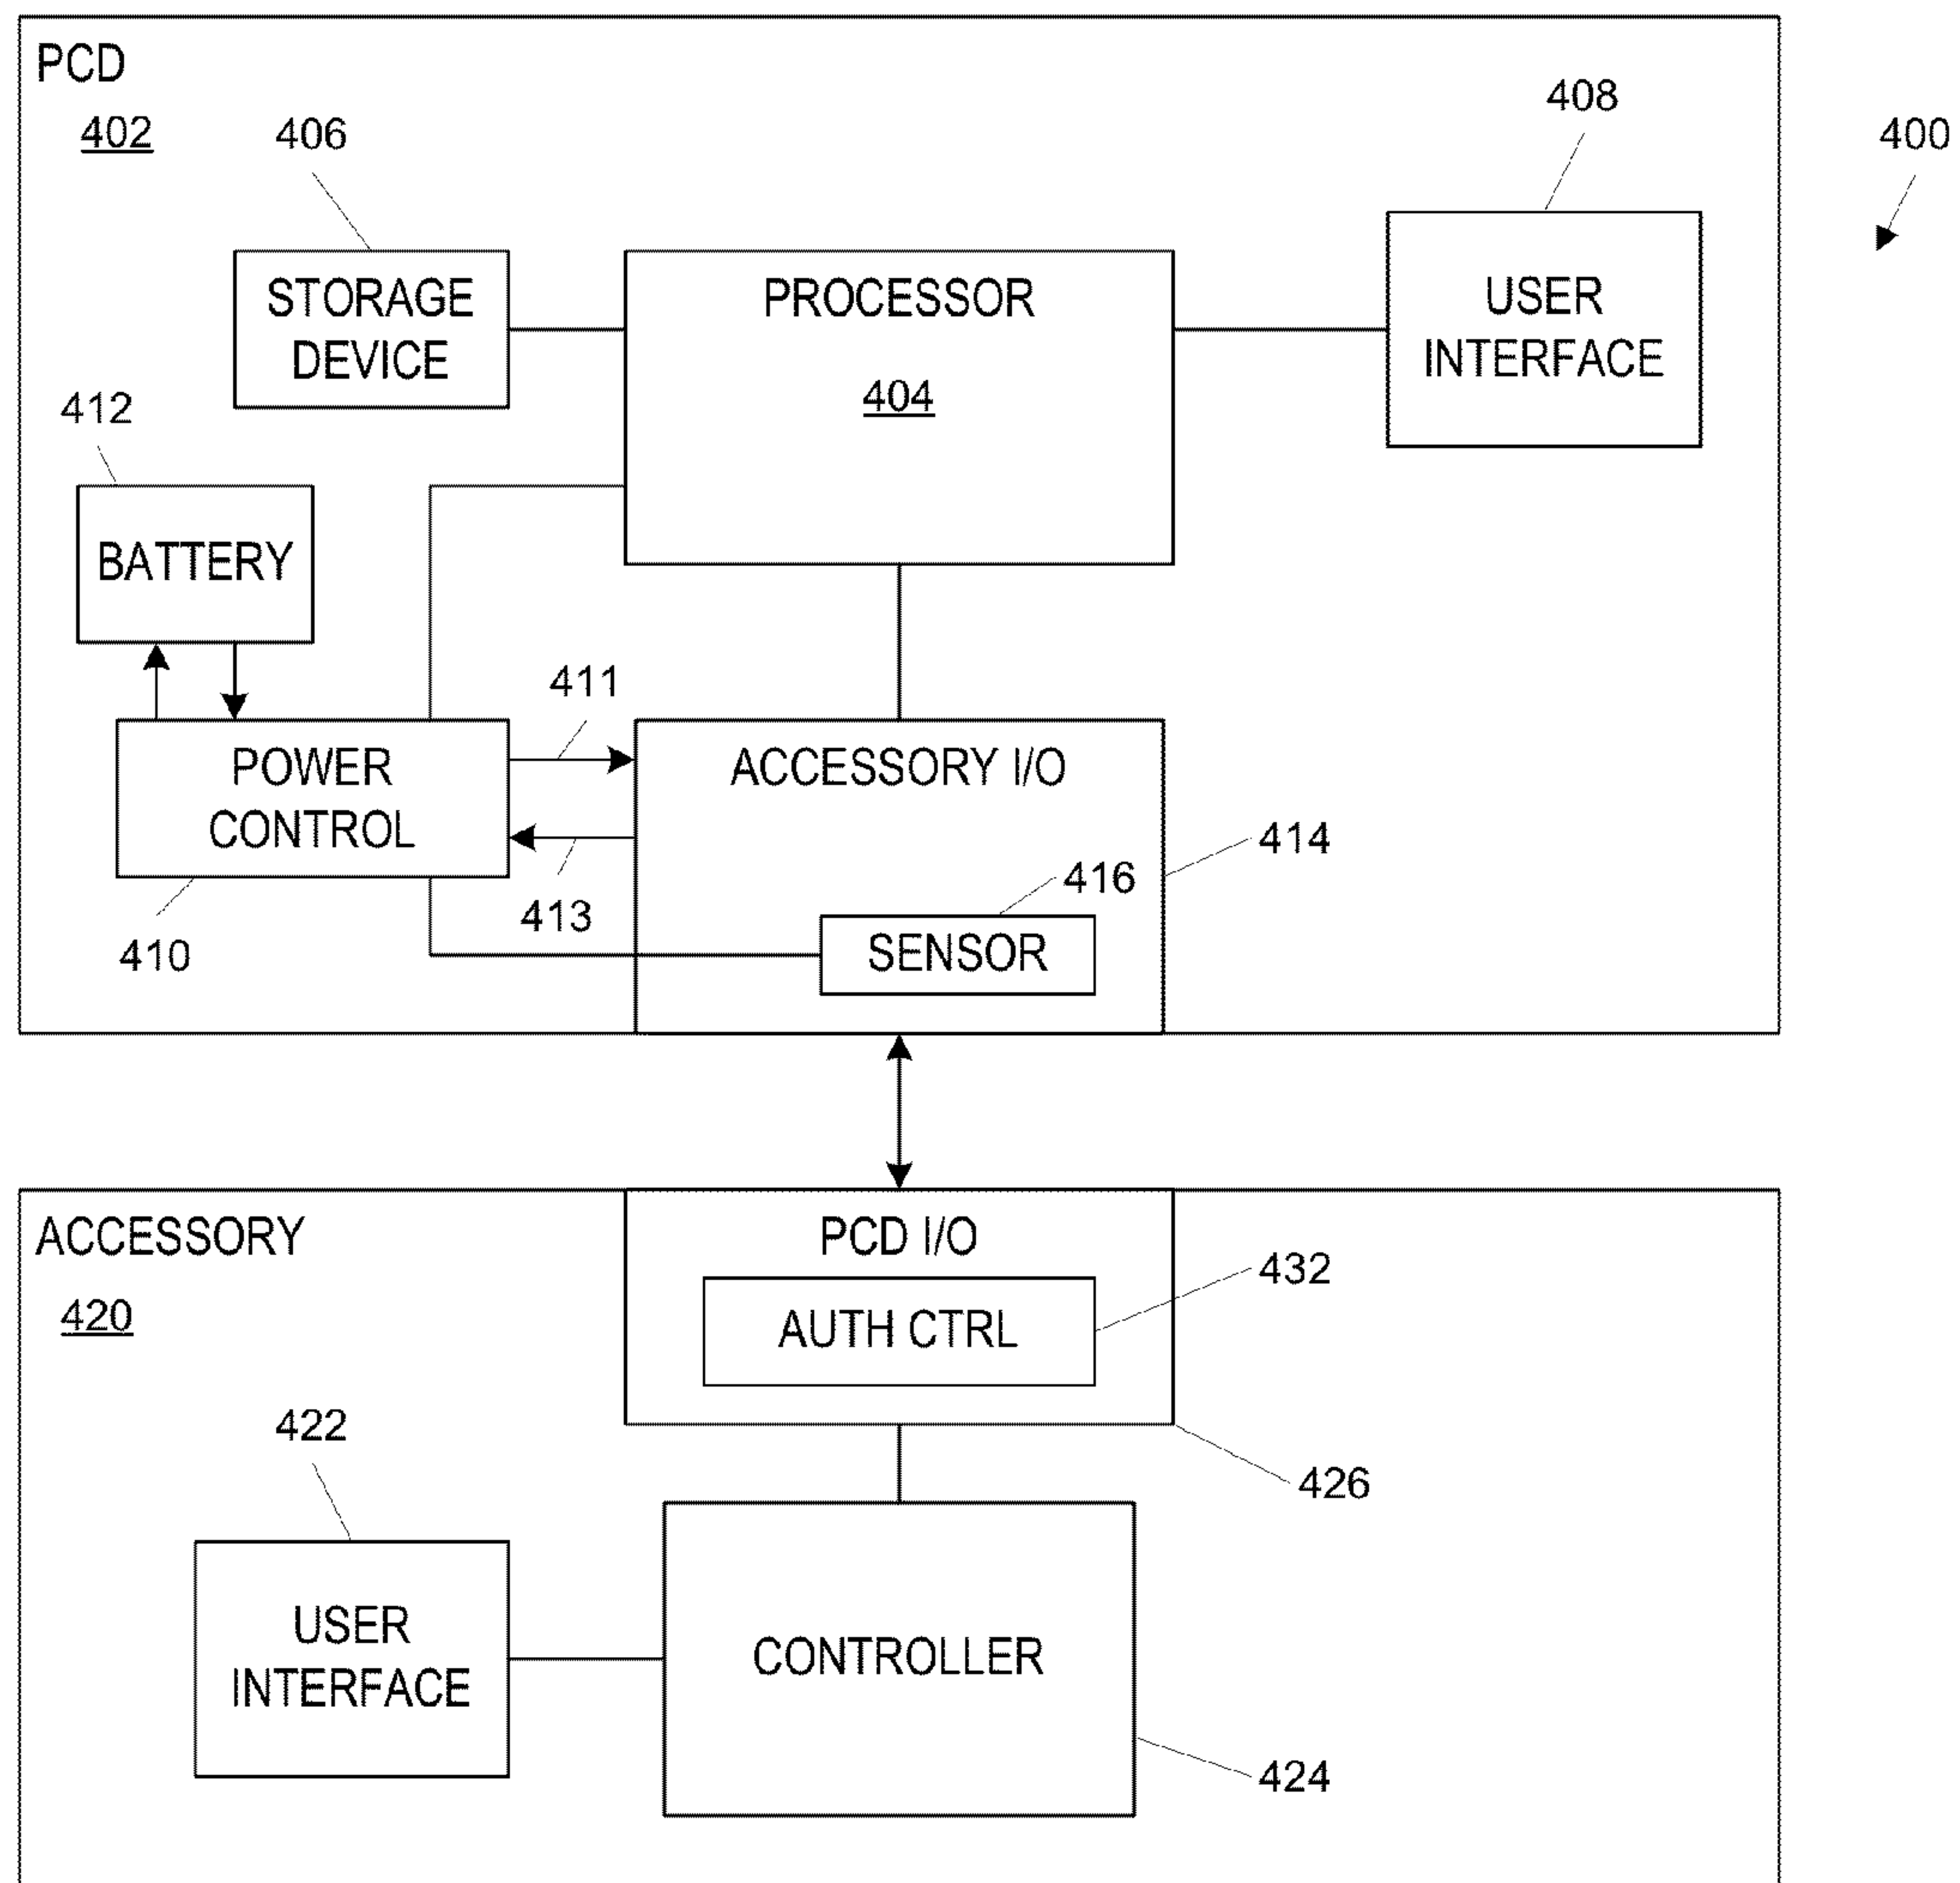 PCD
402
406
408
400
STORAGE
DEVICE
PROCESSOR
404
USER
INTERFACE
412
BATTERY
411
POWER
CONTROL
ACCESSORY I/O
414
416
413
410
SENSOR
ACCESSORY
420
PCD I/O
432
AUTH CTRL
422
426
USER
INTERFACE
CONTROLLER
424